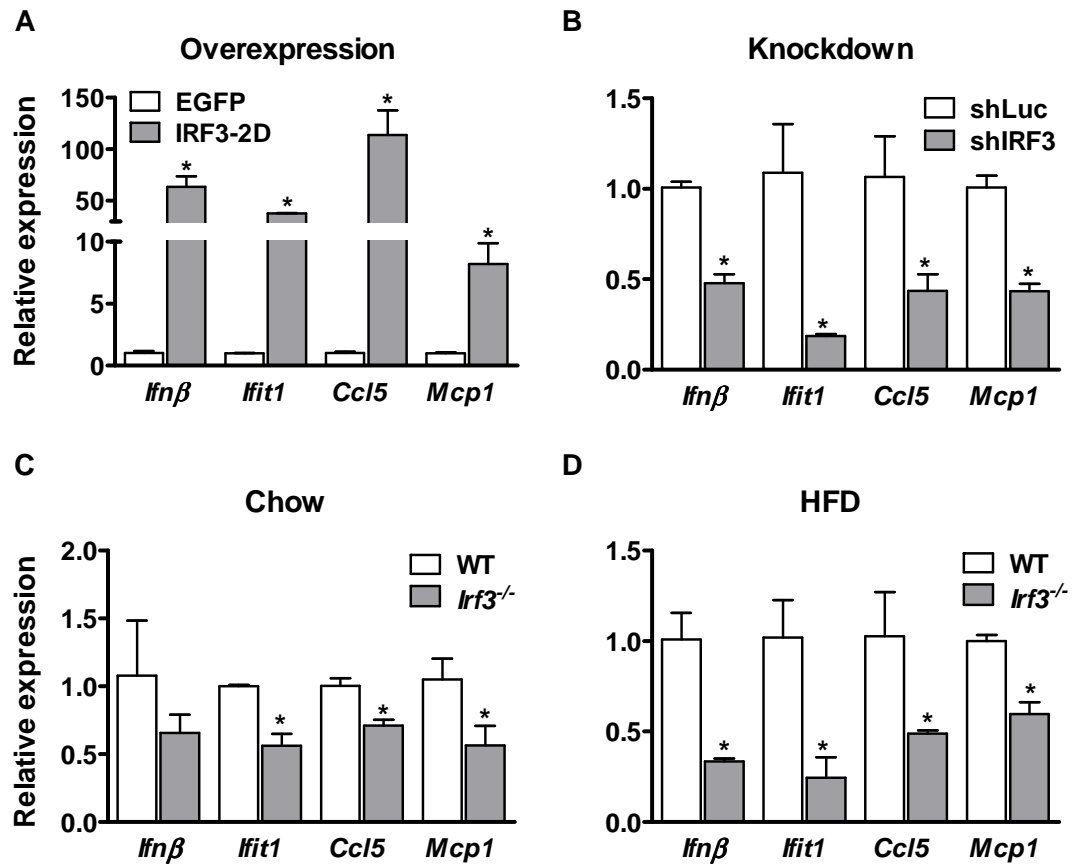 A
Overexpression
Relative expression
150
100
50
10
5
0
EGFP
IRF3-2D
* * * *
Ifnβ Ifit1 Ccl5 Mcp1
B
Knockdown
1.5
1.0
0.5
0.0
shLuc
shIRF3
* * * *
Ifnβ Ifit1 Ccl5 Mcp1
C
Chow
Relative expression
2.0
1.5
1.0
0.5
0.0
WT
Irf3-/-
* * *
Ifnβ Ifit1 Ccl5 Mcp1
D
HFD
1.5
1.0
0.5
0.0
WT
Irf3-/-
* * * *
Ifnβ Ifit1 Ccl5 Mcp1